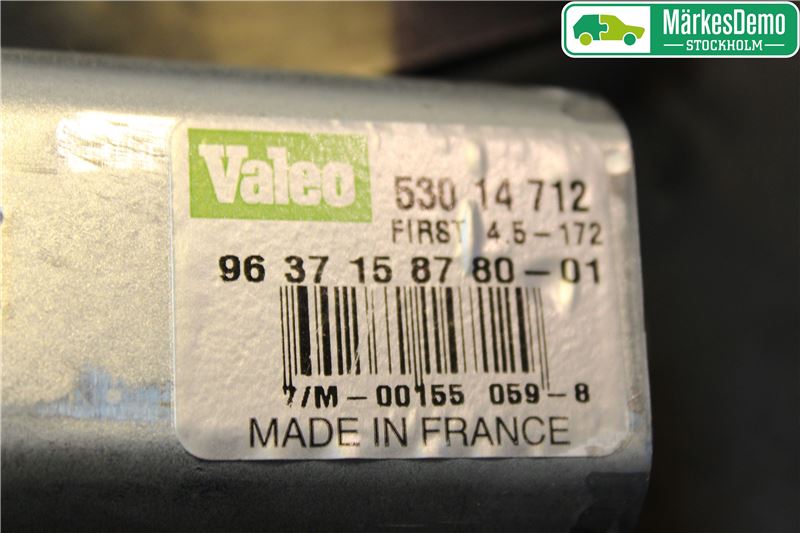 MärkesDemo
STOCKHOLM
Valeo
530 14 712
FIRST 4.5-172
96 37 15 87 80-01
7/M-00155 059-8
MADE IN FRANCE